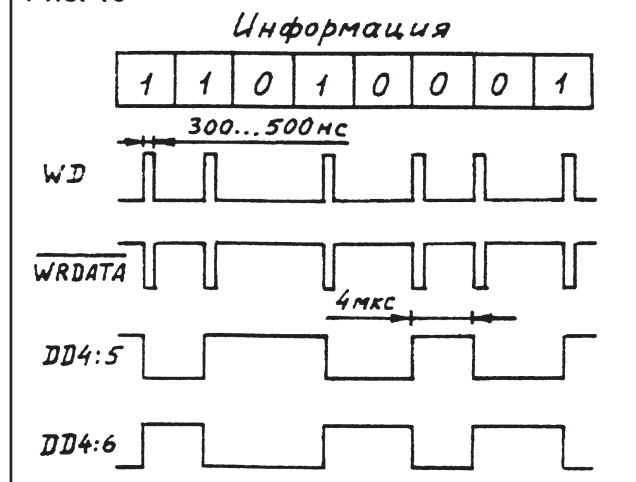 Информация
1 1 0 1 0 0 0 1
300...500нс
WD
WRDATA
4мкс
DD4:5
DD4:6